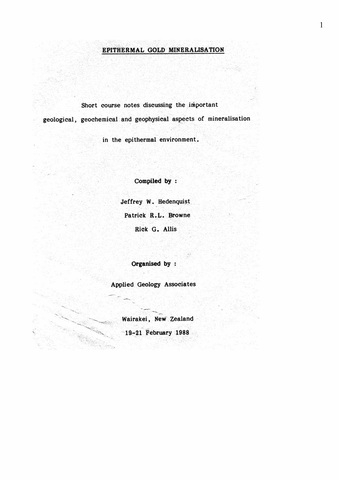 1
EPITHERMAL GOLD MINERALISATION
Short course notes discussing the important
geological, geochemical and geophysical aspects of mineralisation
in the epithermal environment.
Compiled by :
Jeffrey W. Hedenquist
Patrick R.L. Browne
Rick G. Allis
Organised by :
Applied Geology Associates
Wairakei, New Zealand
19-21 February 1988